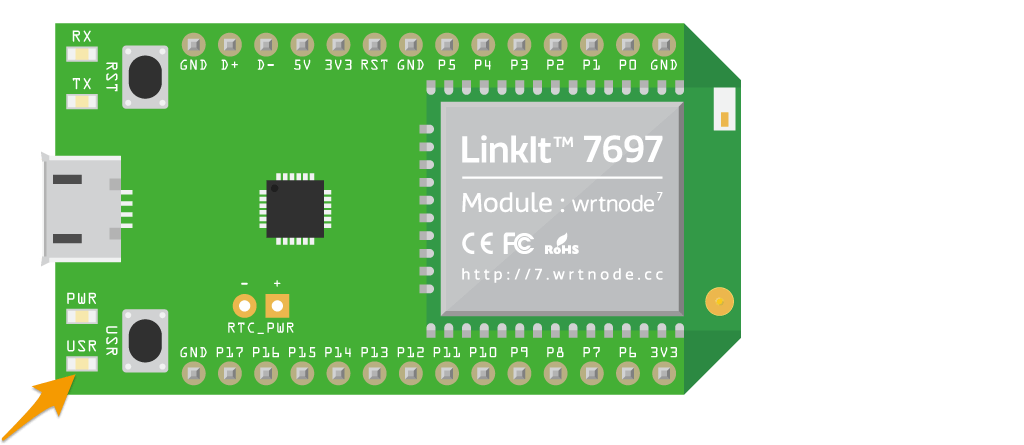 RX
TX
RST
GND D+ D- 5V 3V3 RST GND P5 P4 P3 P2 P1 P0 GND
LinkIt™ 7697
Module : wrtnode⁷
CE FC RoHS
http://7.wrtnode.cc
- +
RTC_PWR
PWR
USR
USR
GND P17 P16 P15 P14 P13 P12 P11 P10 P9 P8 P7 P6 3V3